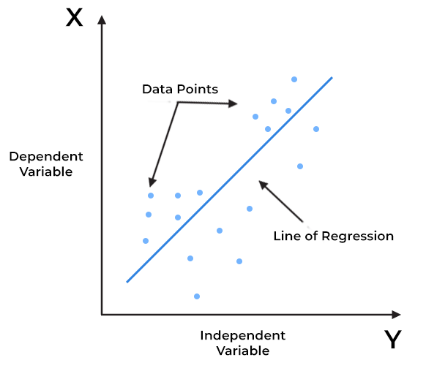 X
Data Points
Dependent
Variable
Line of Regression
Independent
Variable
Y